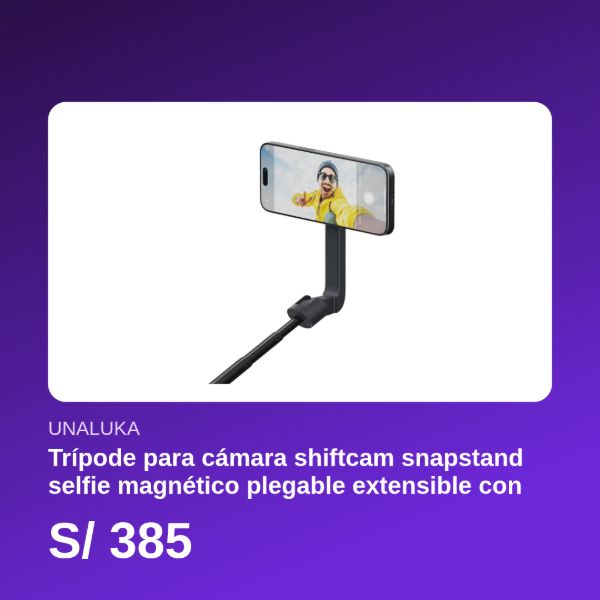 UNALUKA
Trípode para cámara shiftcam snapstand
selfie magnético plegable extensible con
S/ 385